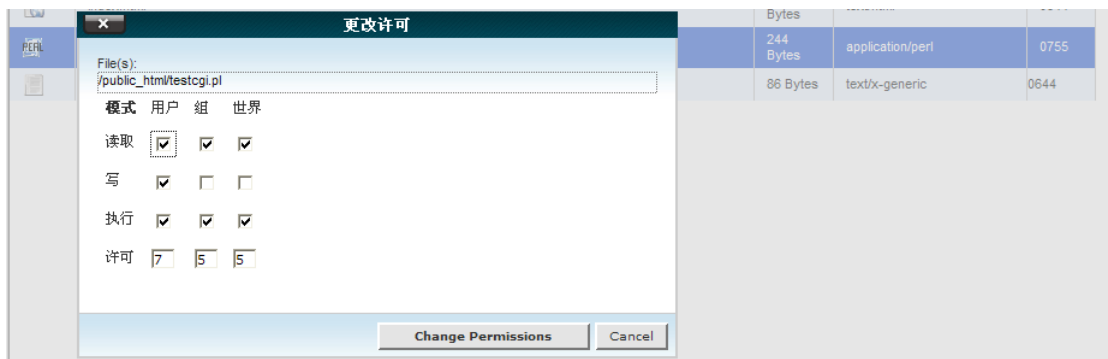 Bytes
更改许可
PERL
244 Bytes
application/perl
0755
File(s):
/public_html/testcgi.pl
86 Bytes
text/x-generic
0644
模式 用户 组 世界
读取
写
执行
许可 7 5 5
Change Permissions
Cancel